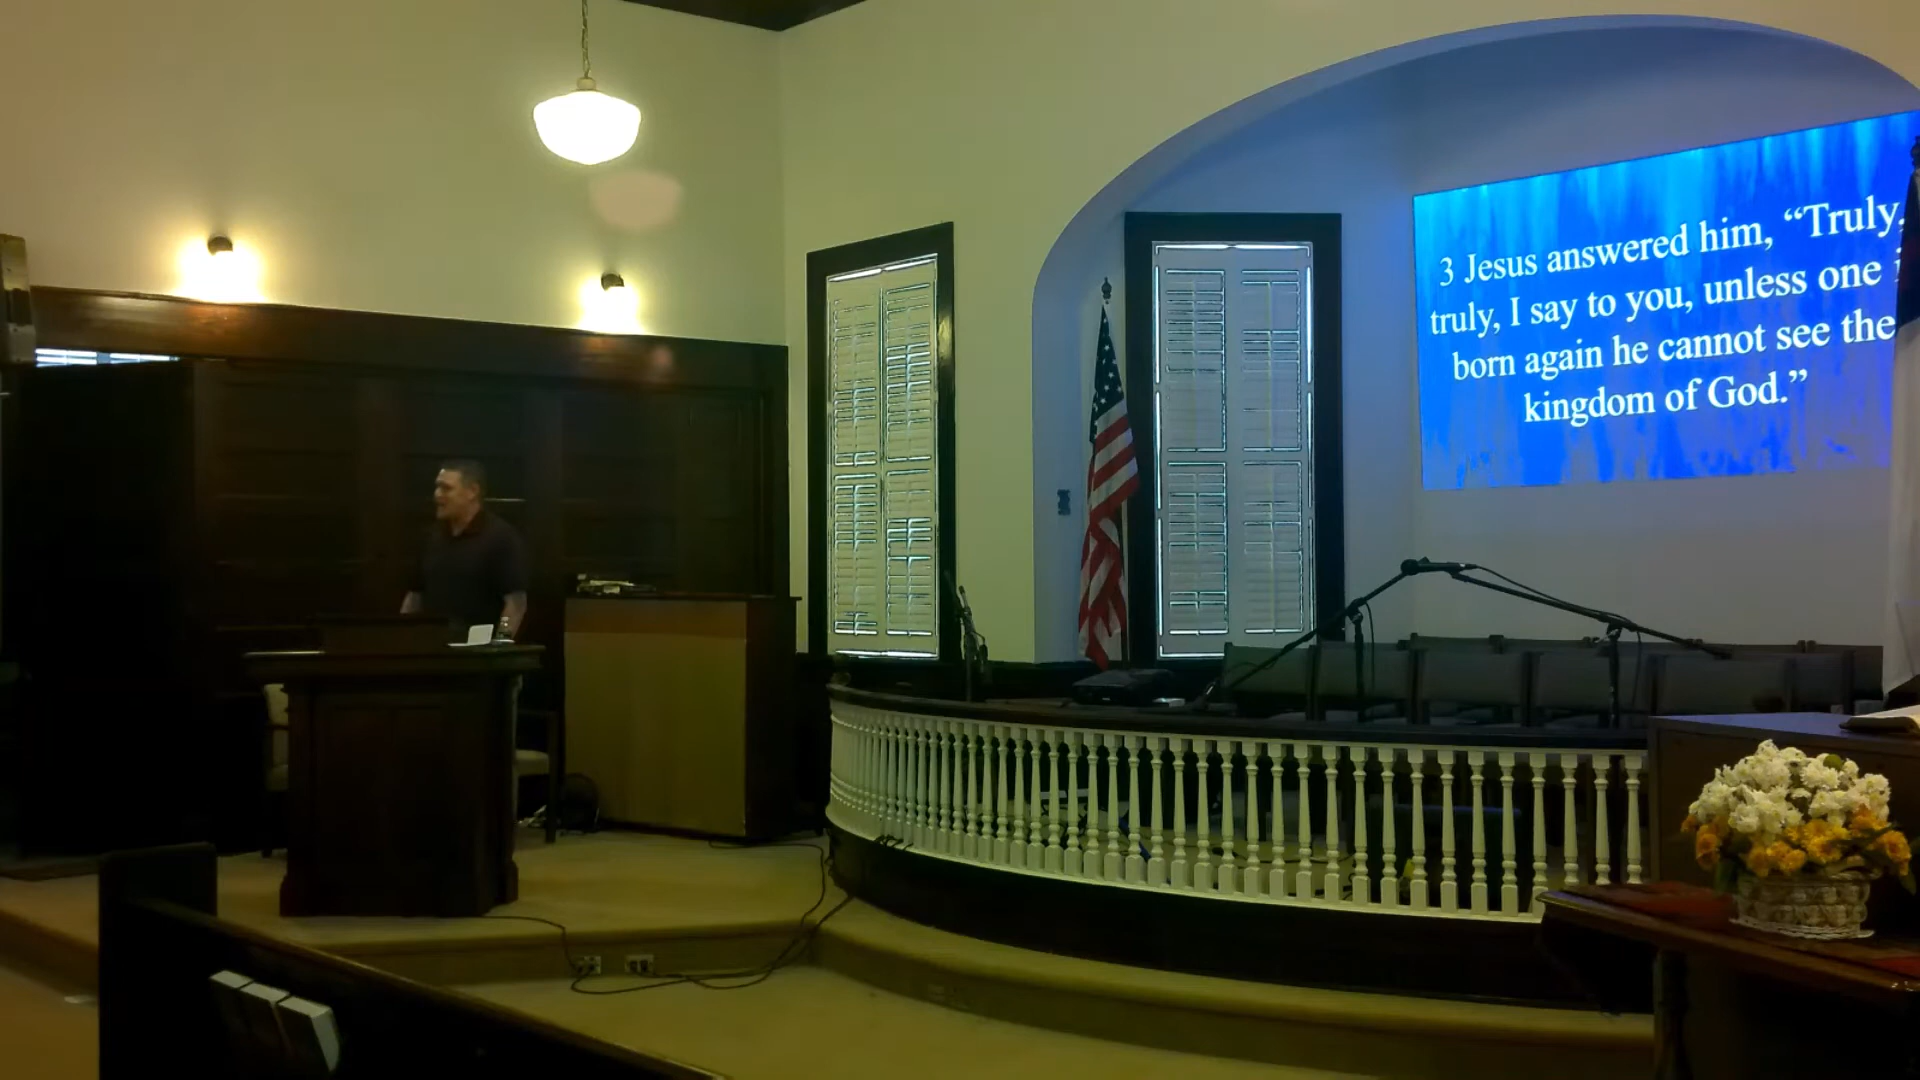 3 Jesus answered him, “Truly,
truly, I say to you, unless one
born again he cannot see the
kingdom of God.”